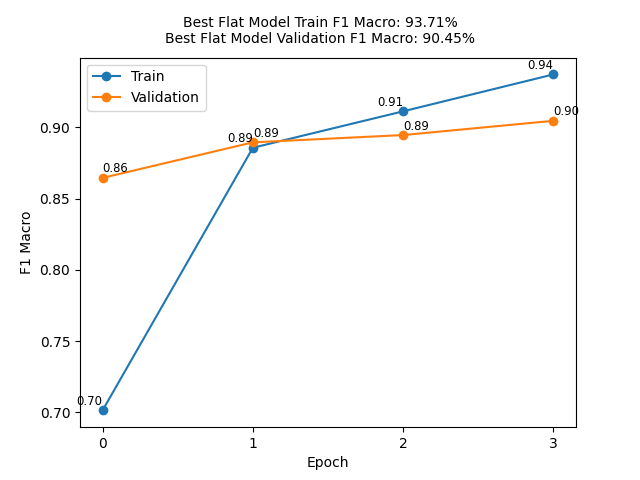 Best Flat Model Train F1 Macro: 93.71%
Best Flat Model Validation F1 Macro: 90.45%
Train
Validation
0.94
0.91
0.90
0.89
0.89
0.89
0.86
0.70
0.90
0.85
0.80
0.75
0.70
F1 Macro
0 1 2 3
Epoch